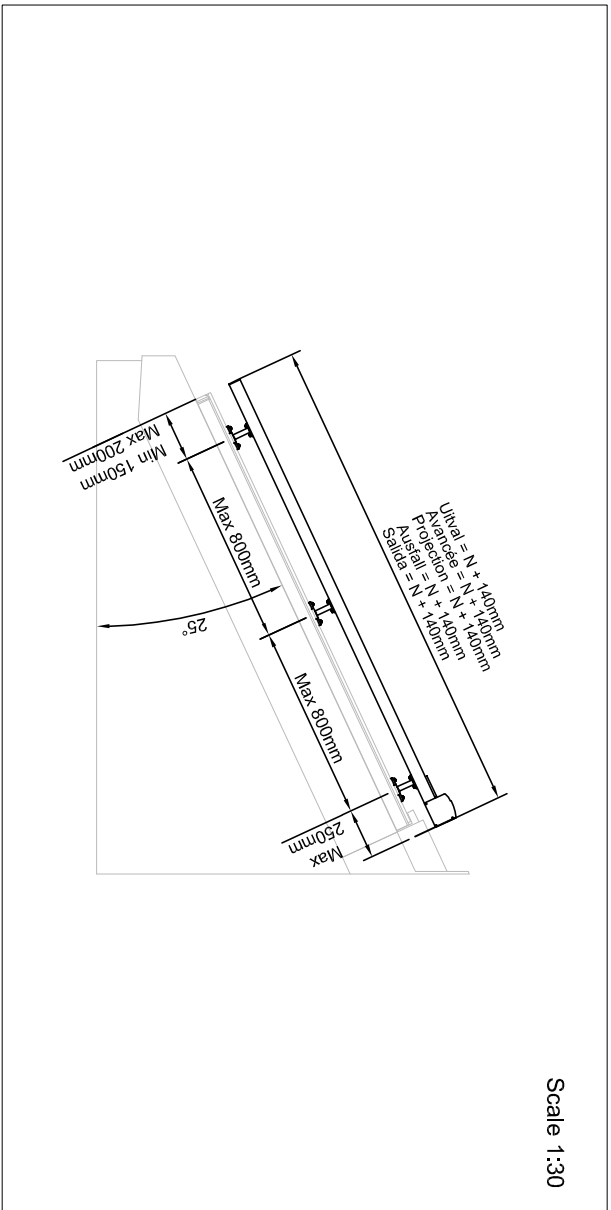 Scale 1:30
Uitval = N + 140mm
Avancée = N + 140mm
Projection = N + 140mm
Ausfall = N + 140mm
Salida = N + 140mm
Min 150mm
Max 200mm
Max 800mm
Max 800mm
Max
250mm
25°